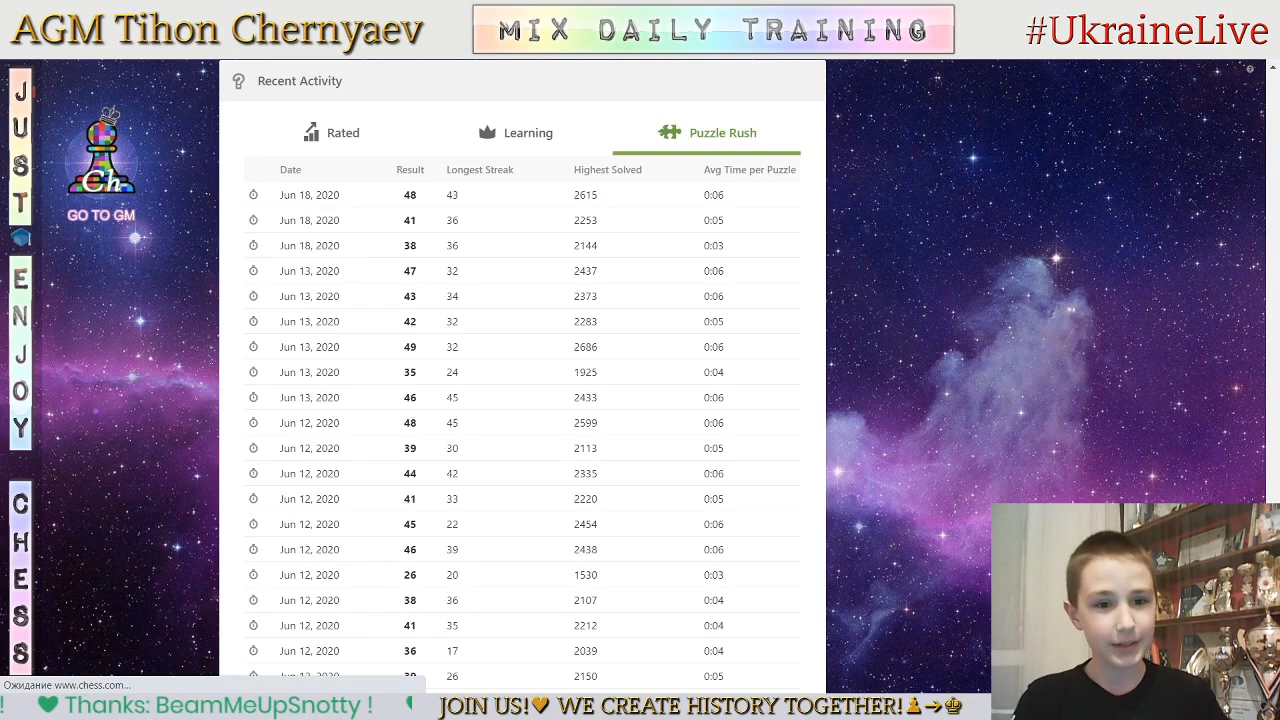 AGM Tihon Chernyaev
MIX DAILY TRAINING
#UkraineLive
JUST
ENJOY
CHESS
Ch
GO TO GM
Recent Activity
Rated Learning Puzzle Rush
Date Result Longest Streak Highest Solved Avg Time per Puzzle
Jun 18, 2020 48 43 2615 0:06
Jun 18, 2020 41 36 2253 0:05
Jun 18, 2020 38 36 2144 0:03
Jun 13, 2020 47 32 2437 0:06
Jun 13, 2020 43 34 2373 0:06
Jun 13, 2020 42 32 2283 0:05
Jun 13, 2020 49 32 2686 0:06
Jun 13, 2020 35 24 1925 0:04
Jun 13, 2020 46 45 2433 0:06
Jun 12, 2020 48 45 2599 0:06
Jun 12, 2020 39 30 2113 0:05
Jun 12, 2020 44 42 2335 0:06
Jun 12, 2020 41 33 2220 0:05
Jun 12, 2020 45 22 2454 0:06
Jun 12, 2020 46 39 2438 0:06
Jun 12, 2020 26 20 1530 0:03
Jun 12, 2020 38 36 2107 0:04
Jun 12, 2020 41 35 2212 0:04
Jun 12, 2020 36 17 2039 0:04
Jun 12, 2020 39 26 2150 0:05
Ожидание www.chess.com...
! ♥ Thanks: BeamMeUpSnotty !
JOIN US!♥ WE CREATE HISTORY TOGETHER!♟→♚